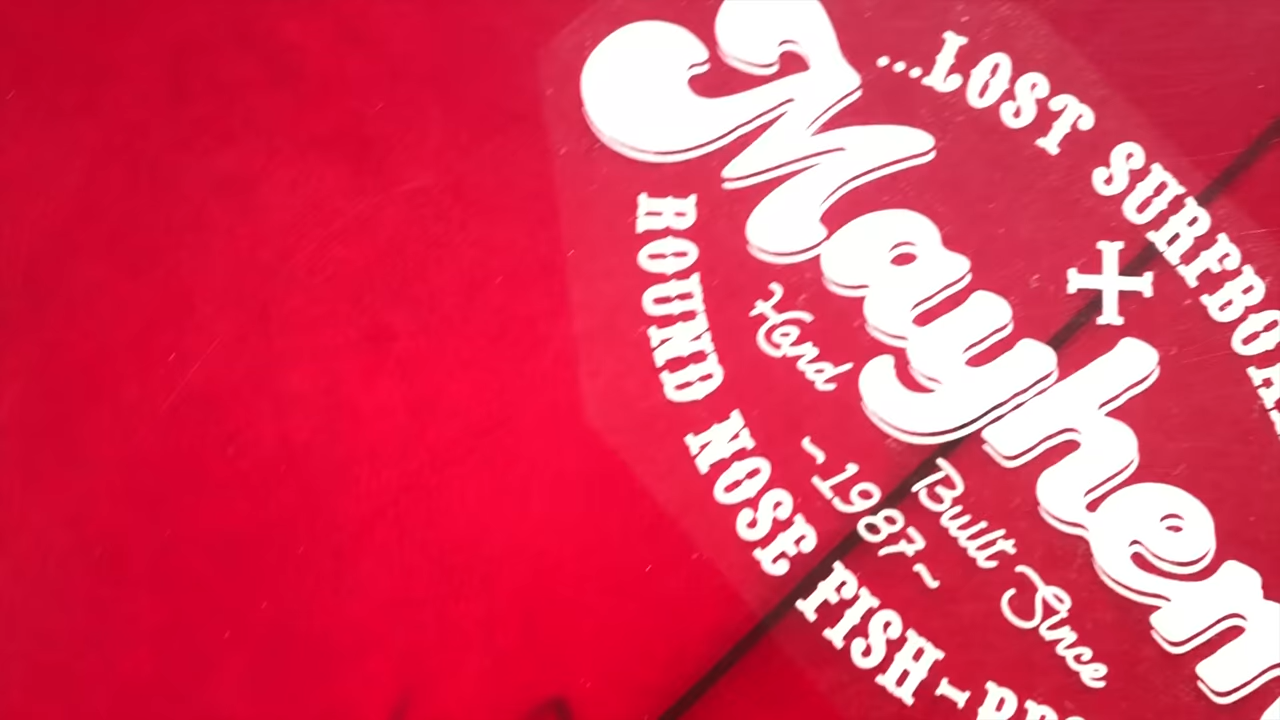 ...LOST SURFBOA
Mayhem
Hand Built Since
~1987~
ROUND NOSE FISH-